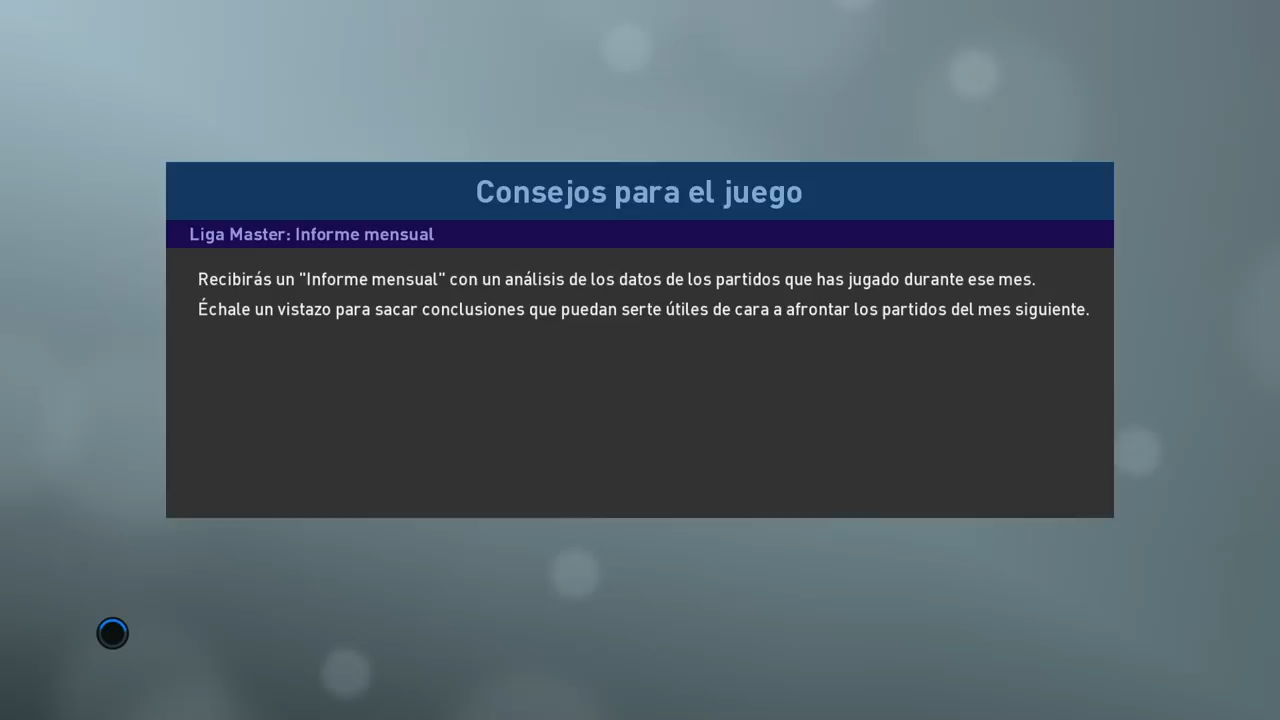 Consejos para el juego
Liga Master: Informe mensual
Recibirás un "Informe mensual" con un análisis de los datos de los partidos que has jugado durante ese mes.
Échale un vistazo para sacar conclusiones que puedan serte útiles de cara a afrontar los partidos del mes siguiente.